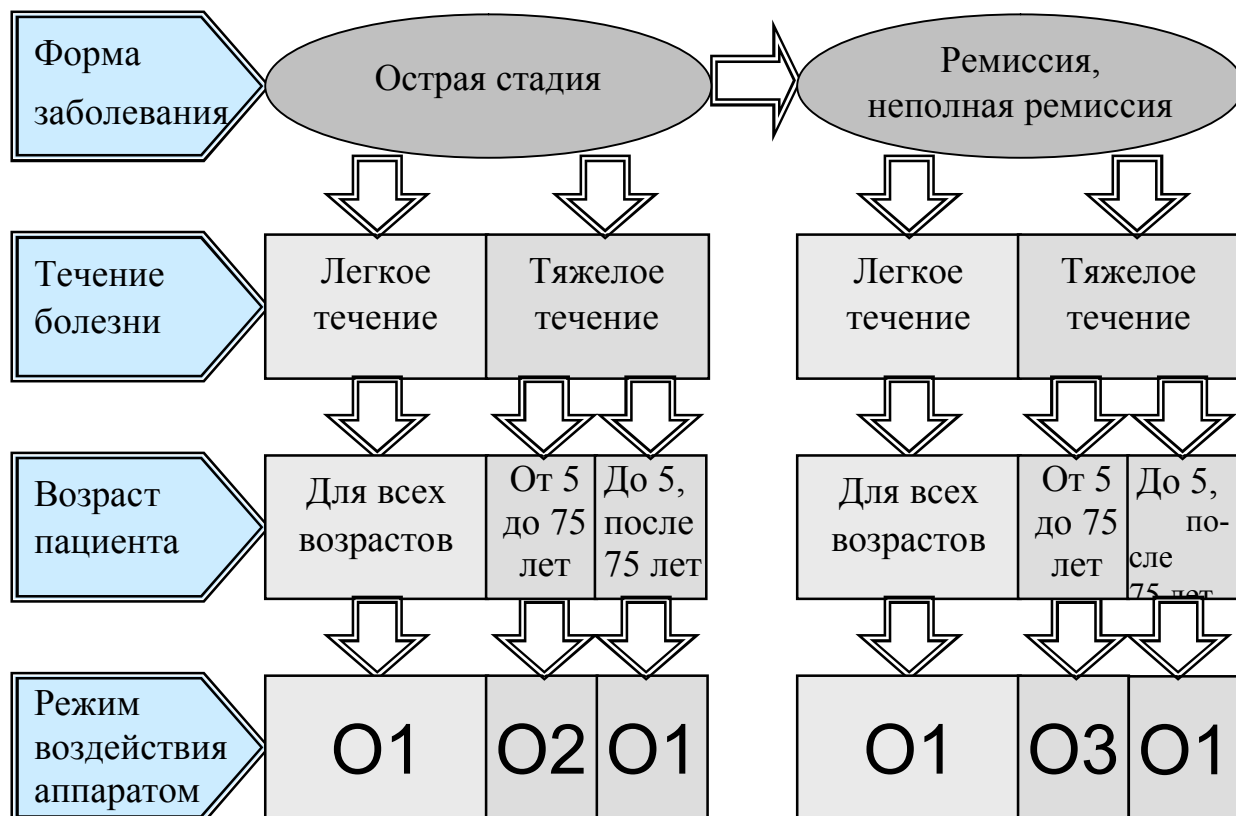 Форма
заболевания
Острая стадия
Ремиссия,
неполная ремиссия
Течение
болезни
Легкое
течение
Тяжелое
течение
Легкое
течение
Тяжелое
течение
Возраст
пациента
Для всех
возрастов
От 5
до 75
лет
До 5,
после
75 лет
Для всех
возрастов
От 5
до 75
лет
До 5,
по-
сле
75 лет
Режим
воздействия
аппаратом
О1
О2
О1
О1
О3
О1